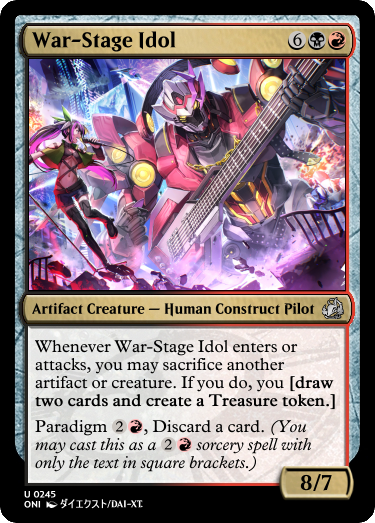 War-Stage Idol 6
Artifact Creature — Human Construct Pilot
Whenever War-Stage Idol enters or
attacks, you may sacrifice another
artifact or creature. If you do, you [draw
two cards and create a Treasure token.]
Paradigm 2 , Discard a card. (You
may cast this as a 2 sorcery spell with
only the text in square brackets.)
8/7
U 0245
ONI ダイエクスト/DAI-XT.